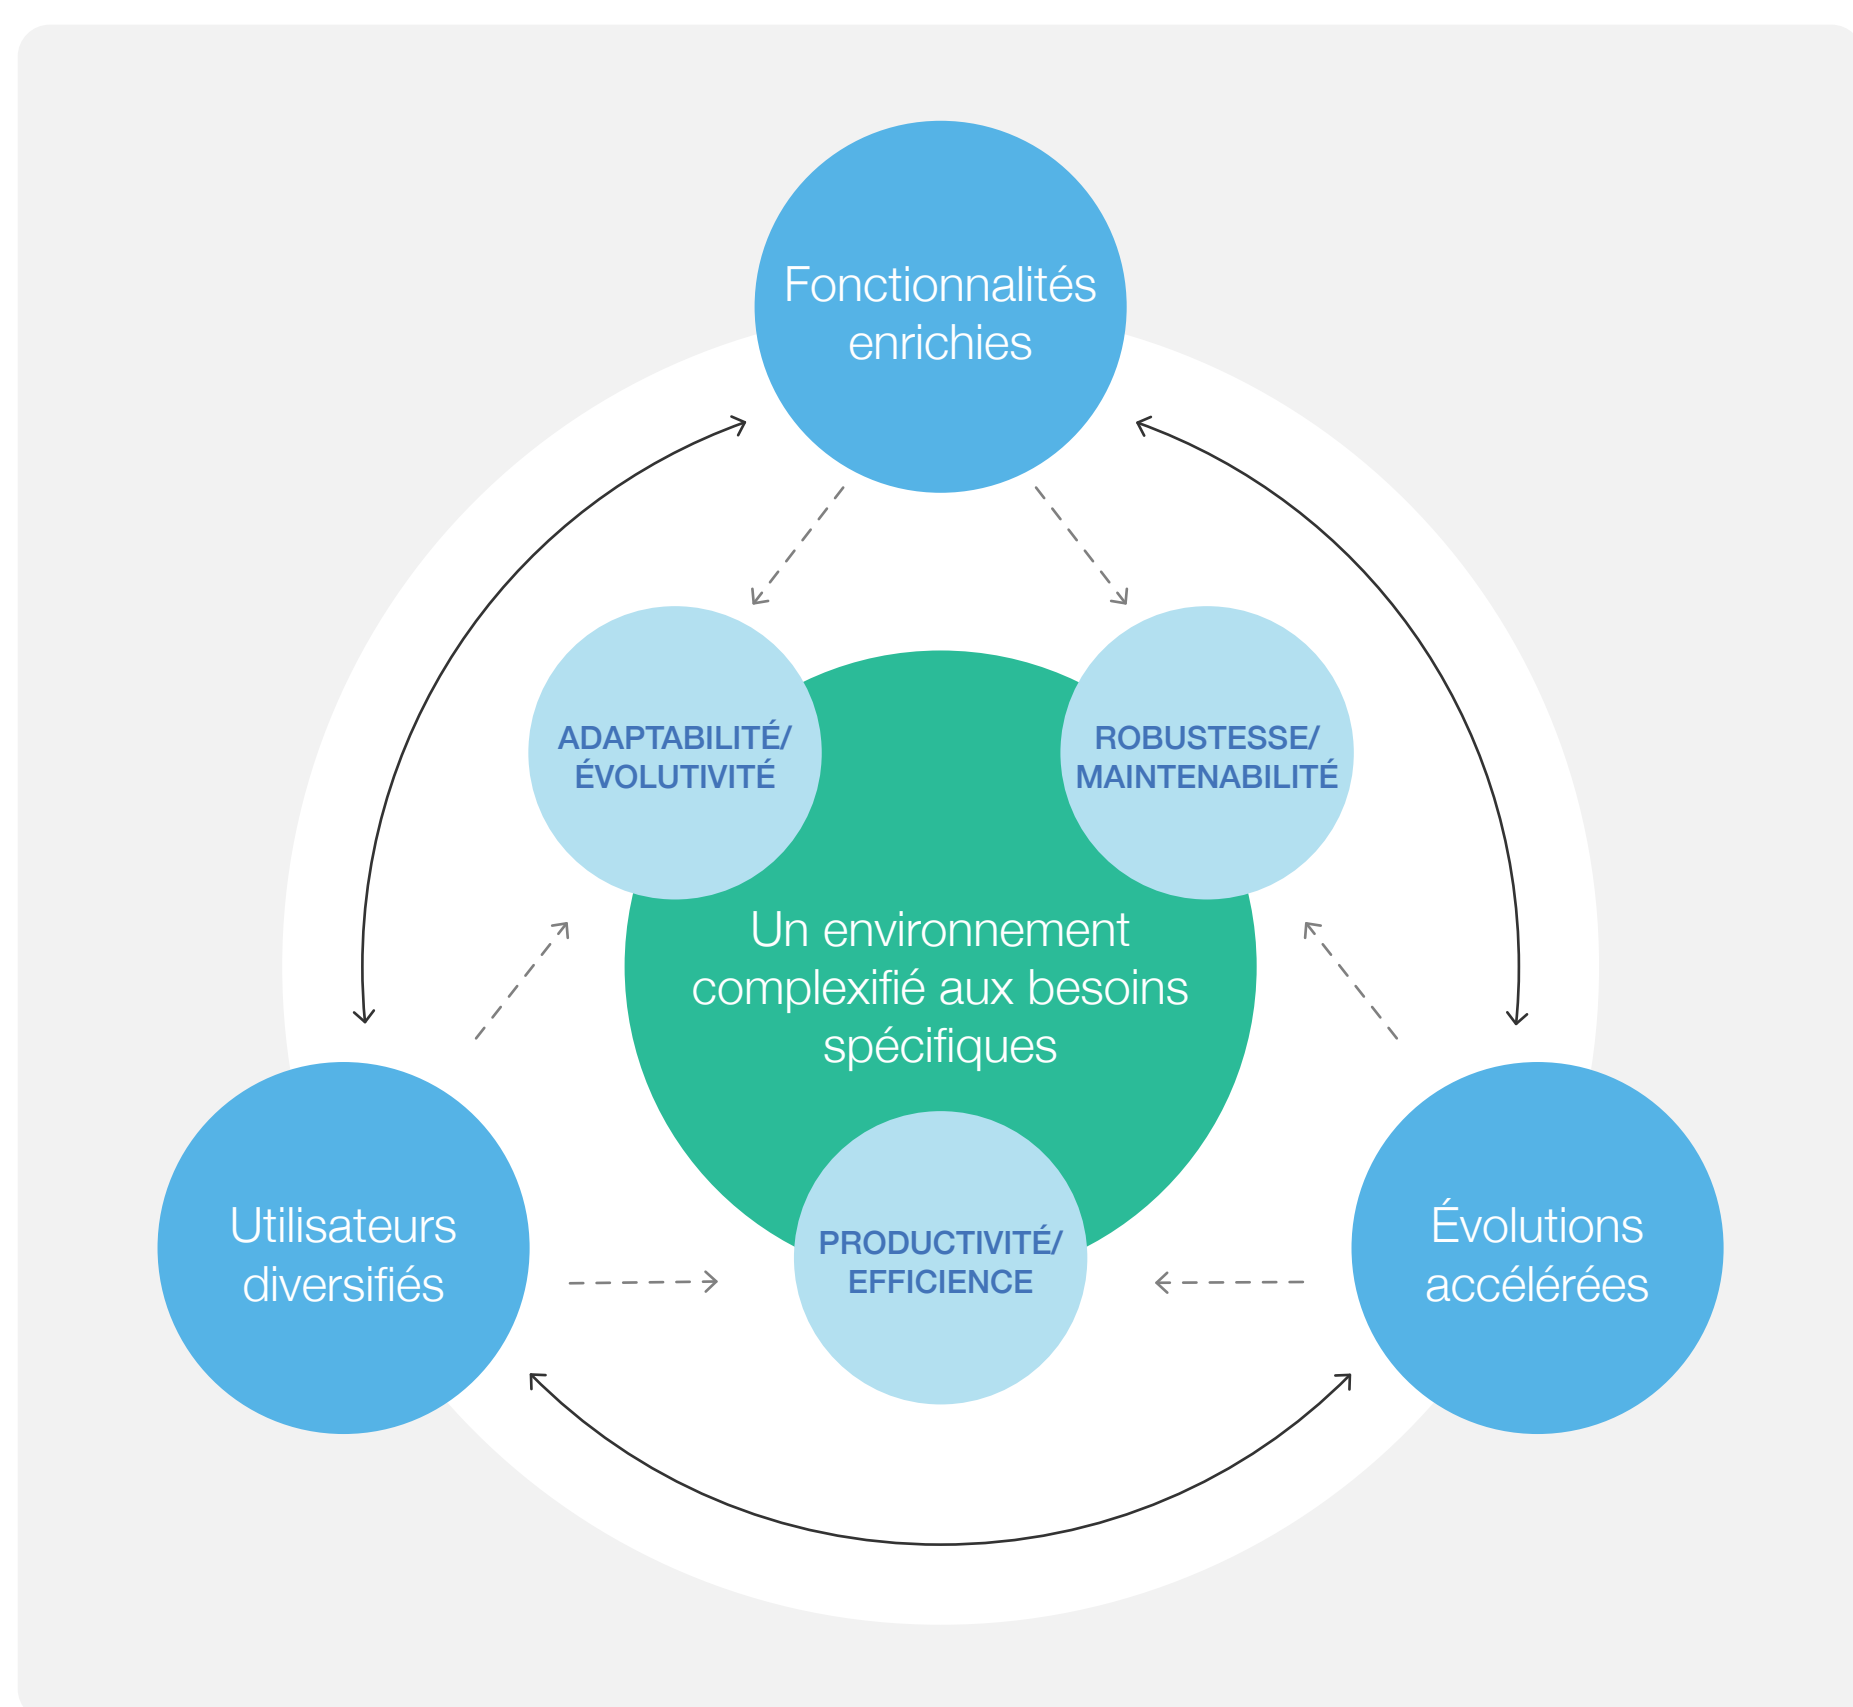 Fonctionnalités
enrichies
ADAPTABILITÉ/
ÉVOLUTIVITÉ
ROBUSTESSE/
MAINTENABILITÉ
Un environnement
complexifié aux besoins
spécifiques
Utilisateurs
diversifiés
PRODUCTIVITÉ/
EFFICIENCE
Évolutions
accélérées